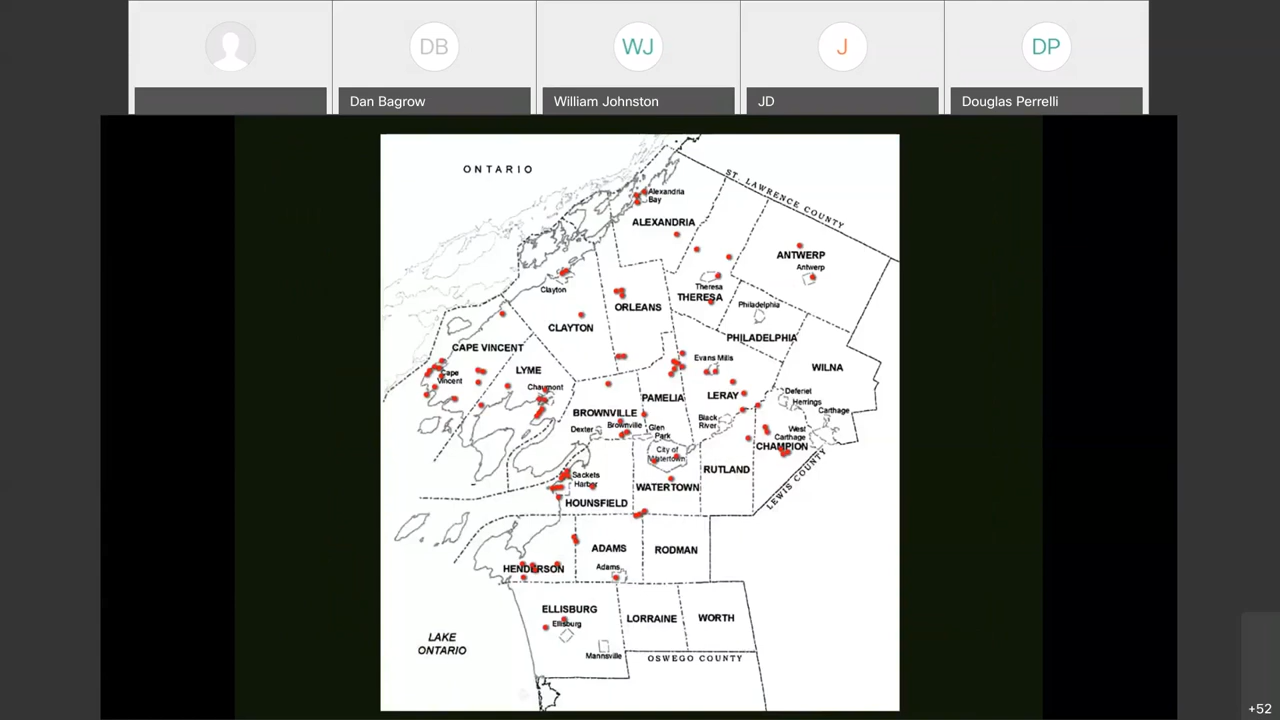 DB
WJ
J
DP
Dan Bagrow
William Johnston
JD
Douglas Perrelli
ONTARIO
ST. LAWRENCE COUNTY
Alexandria
Bay
ALEXANDRIA
ANTWERP
Antwerp
Clayton
Theresa
THERESA
ORLEANS
Philadelphia
CLAYTON
PHILADELPHIA
CAPE VINCENT
Evans Mills
WILNA
LYME
Cape
Vincent
Chaumont
LERAY
Deferiet
PAMELIA
Herrings
Carthage
BROWNVILLE
Black
River
Dexter
Brownville
Glen
Park
West
Carthage
CHAMPION
City of
Watertown
RUTLAND
Sackets
Harbor
WATERTOWN
HOUNSFIELD
LEWIS COUNTY
ADAMS
RODMAN
HENDERSON
Adams
ELLISBURG
Ellisburg
LORRAINE
WORTH
LAKE
ONTARIO
Mannsville
OSWEGO COUNTY
+52